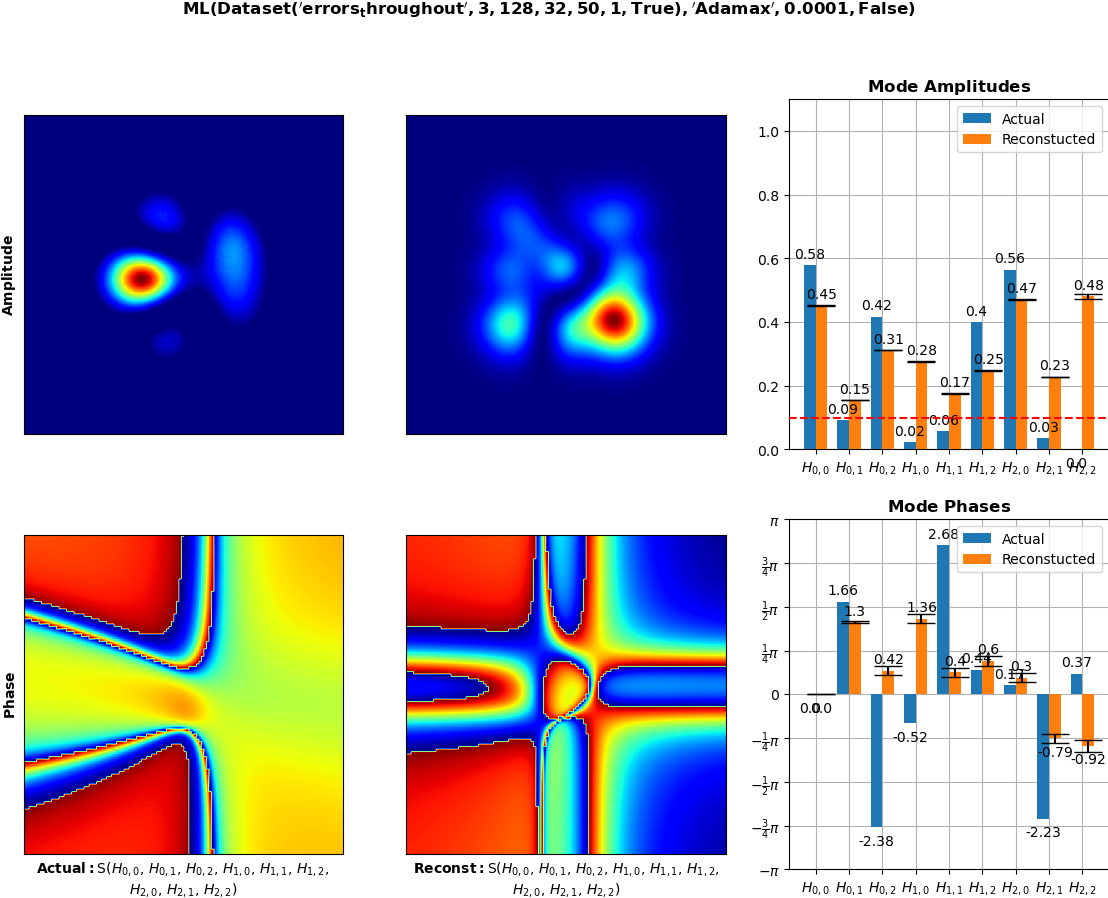 ML(Dataset('errors_throughout', 3, 128, 32, 50, 1, True), 'Adamax', 0.0001, False)
Amplitude
Mode Amplitudes
Actual
Reconstucted
1.0
0.8
0.6
0.4
0.2
0.0
0.58
0.45
0.09
0.15
0.42
0.31
0.02
0.28
0.06
0.17
0.4
0.25
0.56
0.47
0.03
0.23
0.0
0.48
H0,0 H0,1 H0,2 H1,0 H1,1 H1,2 H2,0 H2,1 H2,2
Phase
Actual: S(H0,0, H0,1, H0,2, H1,0, H1,1, H1,2,
H2,0, H2,1, H2,2)
Reconst: S(H0,0, H0,1, H0,2, H1,0, H1,1, H1,2,
H2,0, H2,1, H2,2)
Mode Phases
Actual
Reconstucted
π
3/4π
1/2π
1/4π
0
−1/4π
−1/2π
−3/4π
−π
0.0
0.0
1.66
1.3
-2.38
0.42
-0.52
1.36
2.68
0.4
0.44
0.6
0.17
0.3
-2.23
-0.79
0.37
-0.92
H0,0 H0,1 H0,2 H1,0 H1,1 H1,2 H2,0 H2,1 H2,2